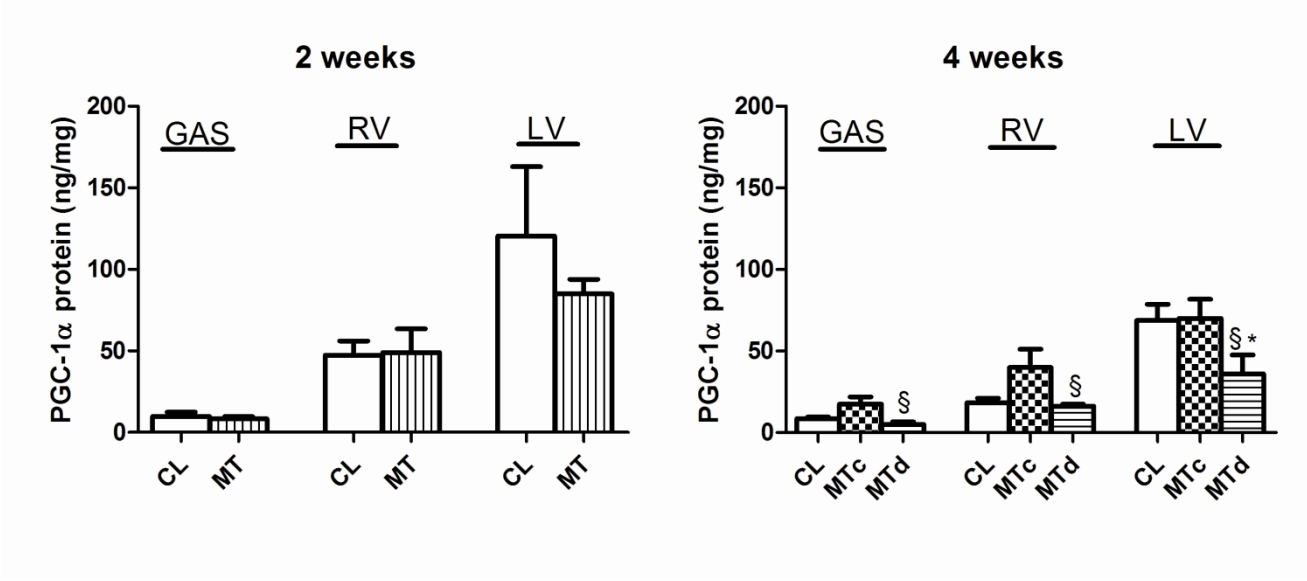 2 weeks
PGC-1α protein (ng/mg)
200
150
100
50
0
GAS RV LV
CL MT CL MT CL MT
4 weeks
PGC-1α protein (ng/mg)
200
150
100
50
0
GAS RV LV
§ § § *
CL MTc MTd CL MTc MTd CL MTc MTd